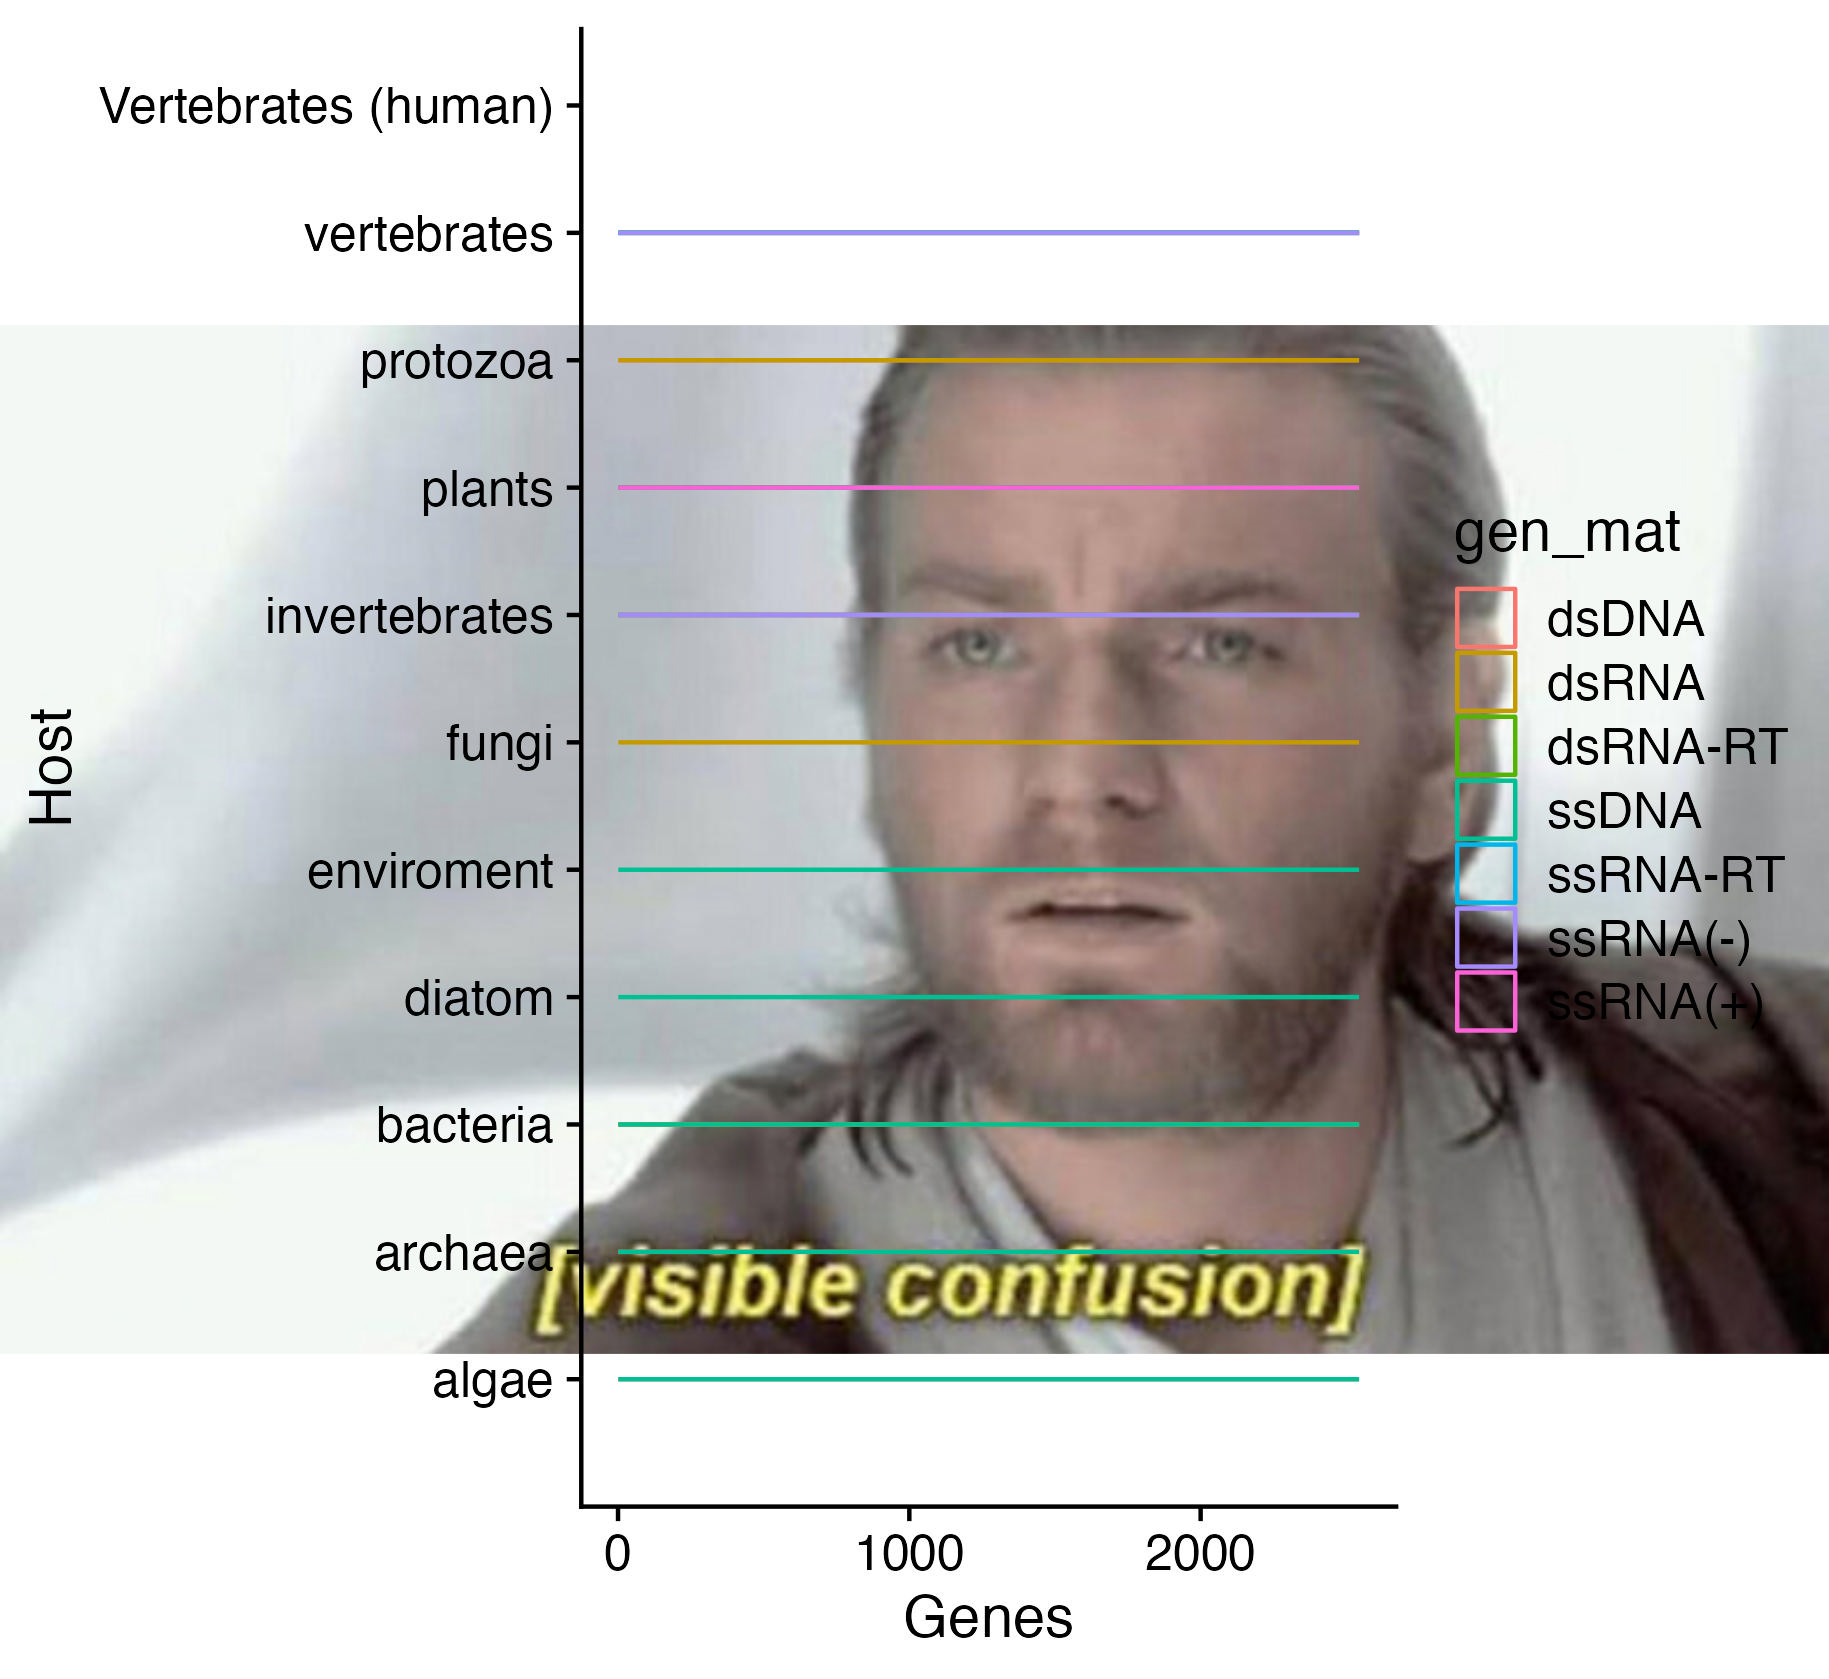 Vertebrates (human)
vertebrates
protozoa
plants
invertebrates
fungi
enviroment
diatom
bacteria
archaea
algae
Host
[visible confusion]
0 1000 2000
Genes
gen_mat
dsDNA
dsRNA
dsRNA-RT
ssDNA
ssRNA-RT
ssRNA(-)
ssRNA(+)